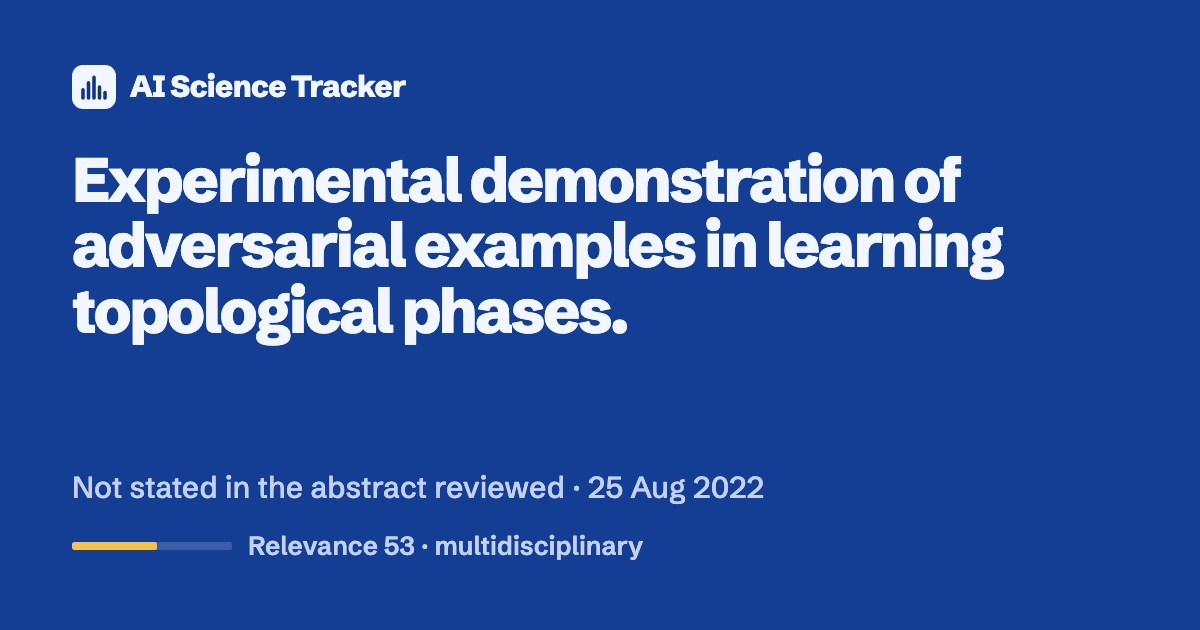 AI Science Tracker
Experimental demonstration of
adversarial examples in learning
topological phases.
Not stated in the abstract reviewed · 25 Aug 2022
Relevance 53 · multidisciplinary